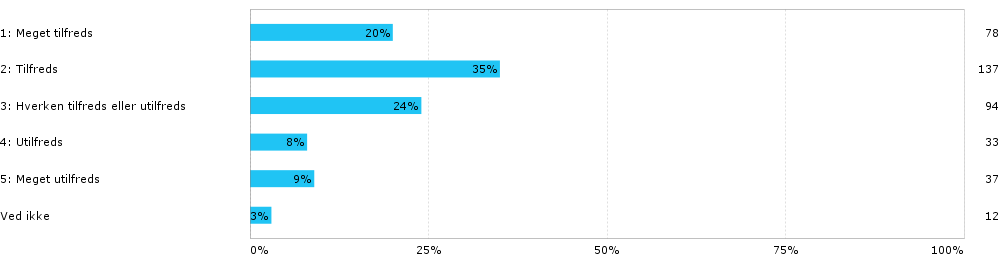 1: Meget tilfreds 20% 78
2: Tilfreds 35% 137
3: Hverken tilfreds eller utilfreds 24% 94
4: Utilfreds 8% 33
5: Meget utilfreds 9% 37
Ved ikke 3% 12
0% 25% 50% 75% 100%